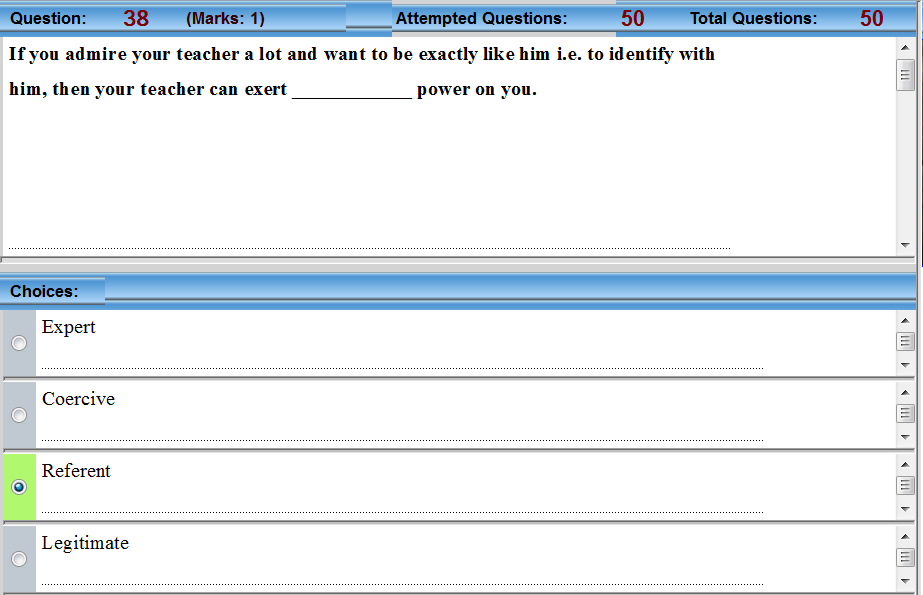 Question: 38 (Marks: 1) Attempted Questions: 50 Total Questions: 50
If you admire your teacher a lot and want to be exactly like him i.e. to identify with
him, then your teacher can exert ____________ power on you.
Choices:
Expert
Coercive
Referent
Legitimate